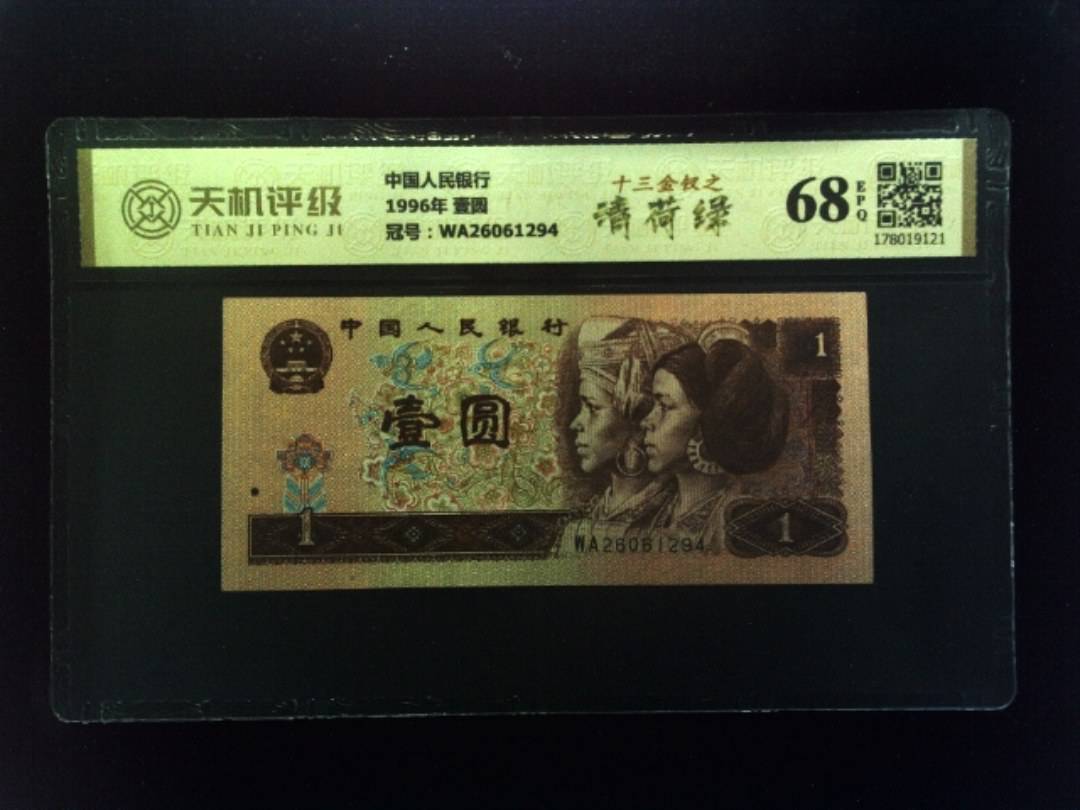 天机评级
TIAN JI PING JI
中国人民银行
1996年 壹圆
冠号：WA26061294
十三金钗之
清荷绿
68
EPQ
178019121
中国人民银行
1
壹圆
1
WA26061294
1